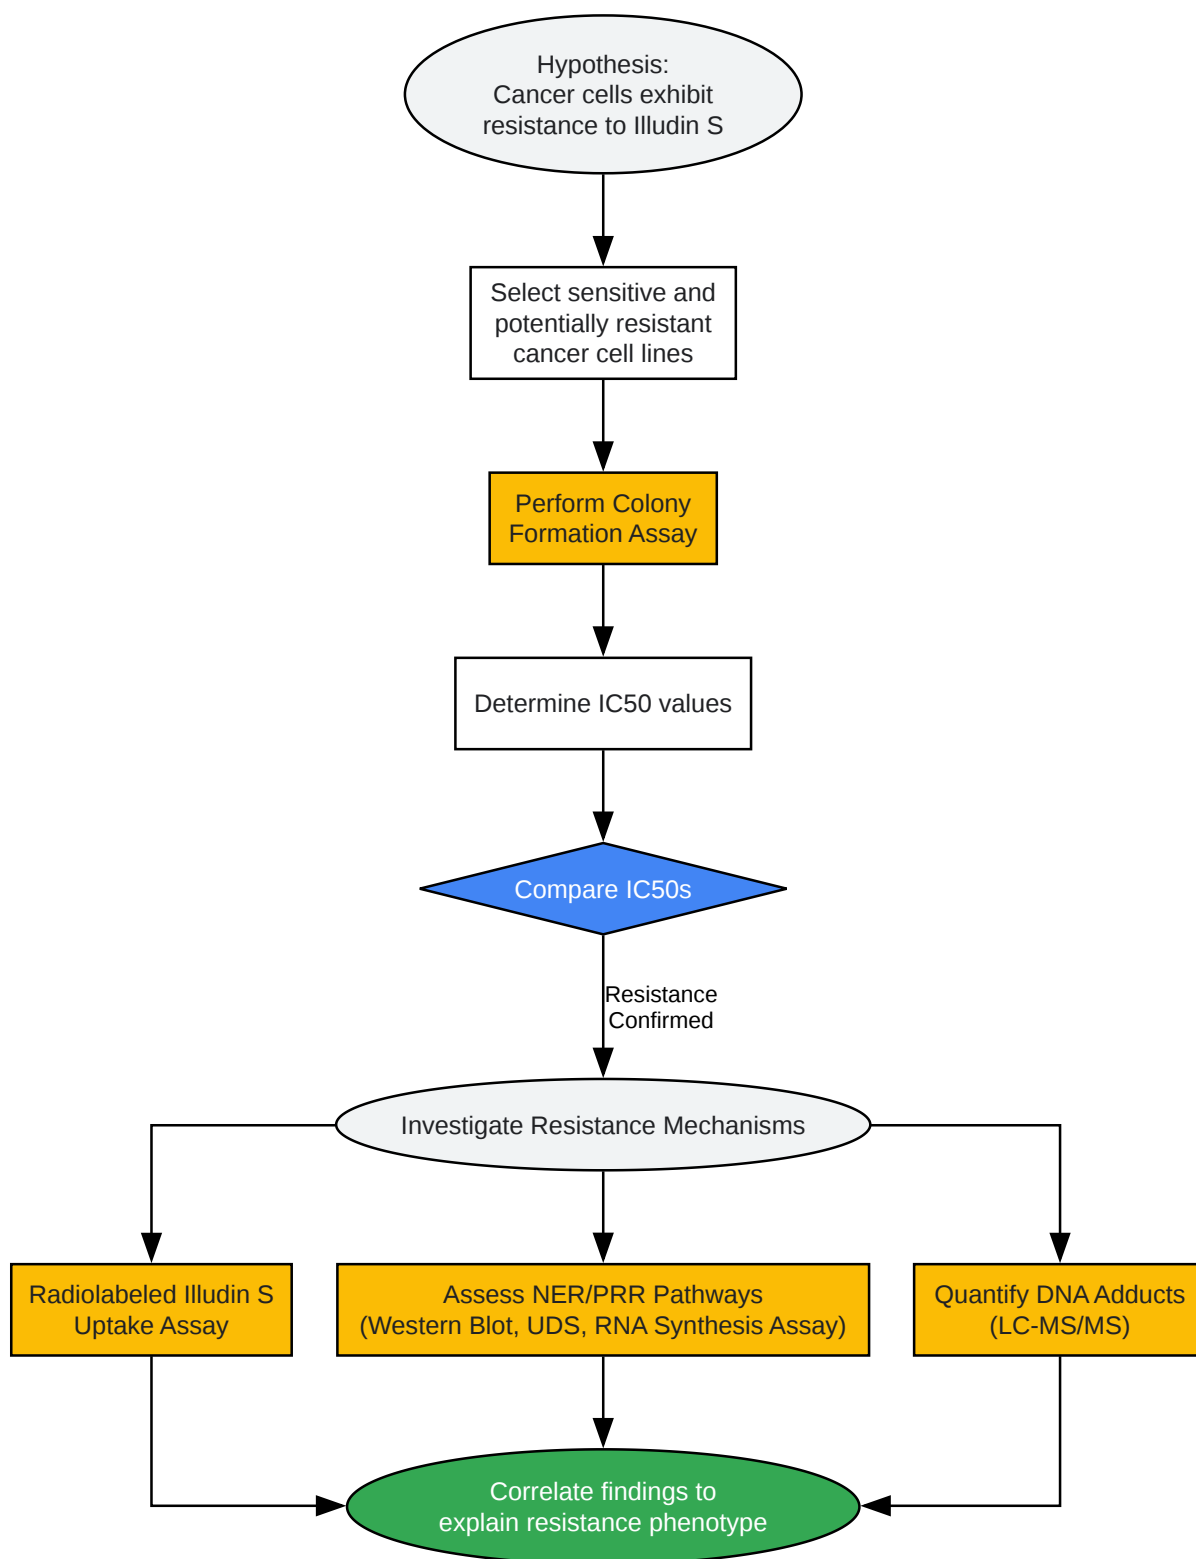 Hypothesis:
Cancer cells exhibit
resistance to Illudin S
Select sensitive and
potentially resistant
cancer cell lines
Perform Colony
Formation Assay
Determine IC50 values
Compare IC50s
Resistance
Confirmed
Investigate Resistance Mechanisms
Radiolabeled Illudin S
Uptake Assay
Assess NER/PRR Pathways
(Western Blot, UDS, RNA Synthesis Assay)
Quantify DNA Adducts
(LC-MS/MS)
Correlate findings to
explain resistance phenotype